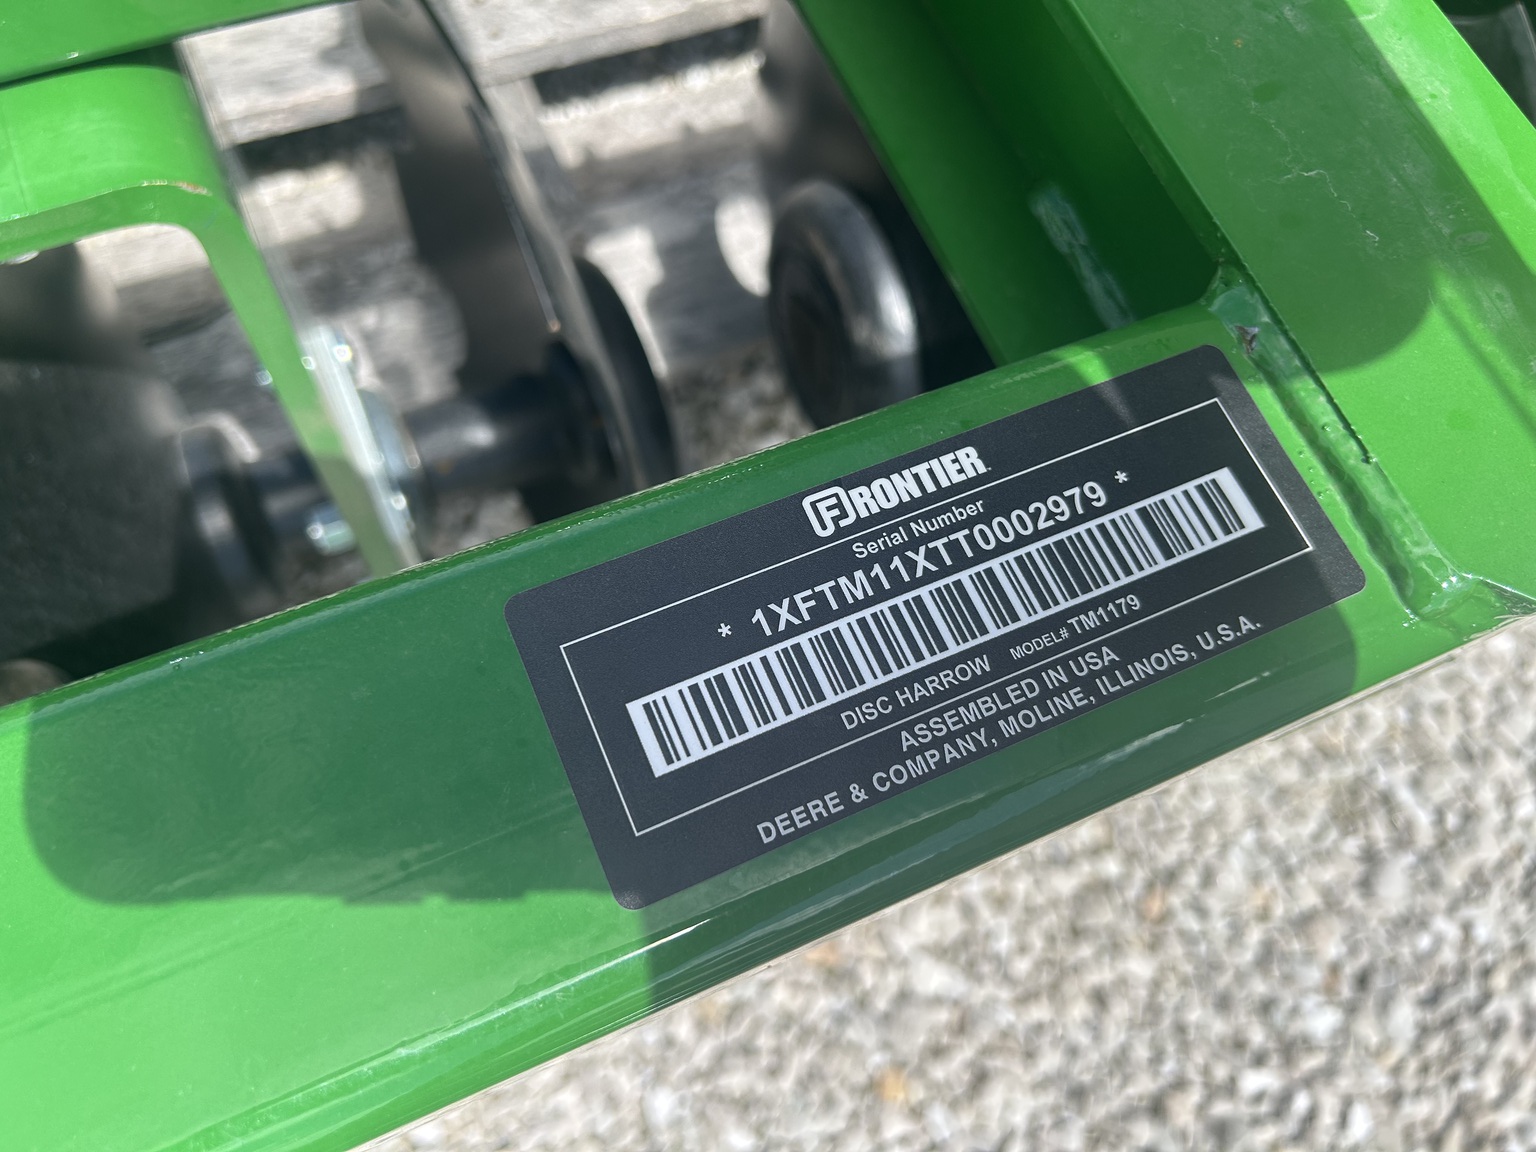 FRONTIER
Serial Number
* 1XFTM11XTT0002979 *
DISC HARROW MODEL# TM1179
ASSEMBLED IN USA
DEERE & COMPANY, MOLINE, ILLINOIS, U.S.A.